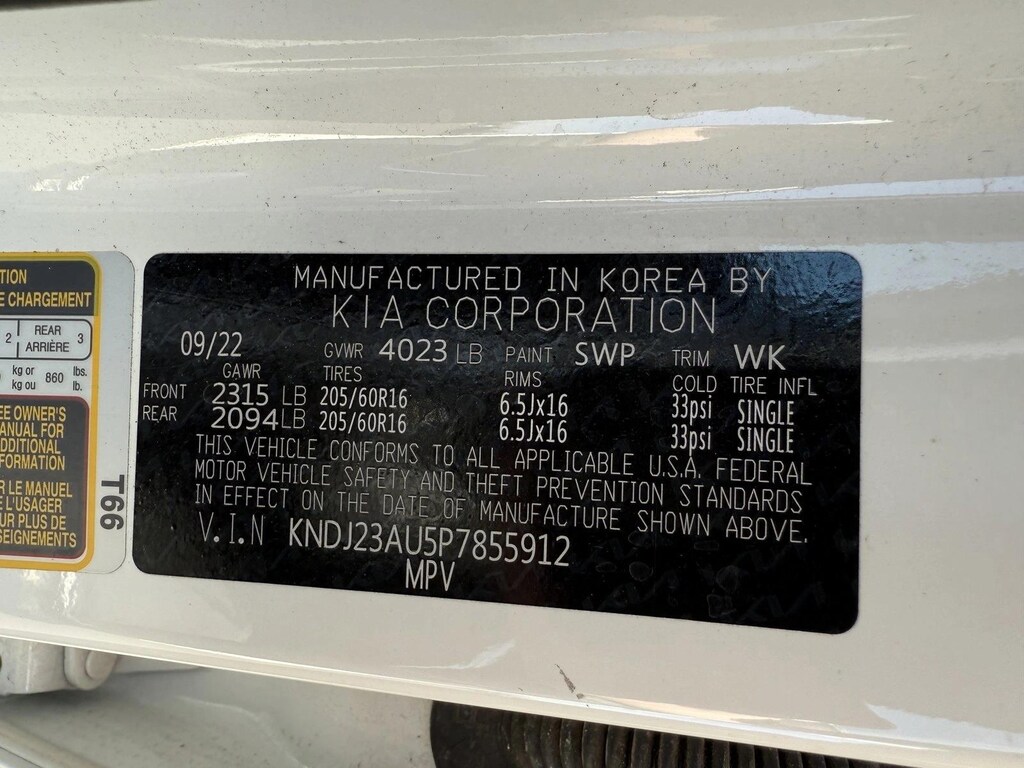 TION
E CHARGEMENT
2 REAR ARRIÈRE 3
kg or kg ou 860 lbs. lb.
EE OWNER'S
ANUAL FOR
DDITIONAL
FORMATION
R LE MANUEL
E L'USAGER
UR PLUS DE
SEIGNEMENTS
T66
MANUFACTURED IN KOREA BY
KIA CORPORATION
09/22 GVWR 4023 LB PAINT SWP TRIM WK
GAWR TIRES RIMS COLD TIRE INFL
FRONT 2315 LB 205/60R16 6.5Jx16 33psi SINGLE
REAR 2094 LB 205/60R16 6.5Jx16 33psi SINGLE
THIS VEHICLE CONFORMS TO ALL APPLICABLE U.S.A. FEDERAL
MOTOR VEHICLE SAFETY AND THEFT PREVENTION STANDARDS
IN EFFECT ON THE DATE OF MANUFACTURE SHOWN ABOVE.
V.I.N KNDJ23AU5P7855912
MPV